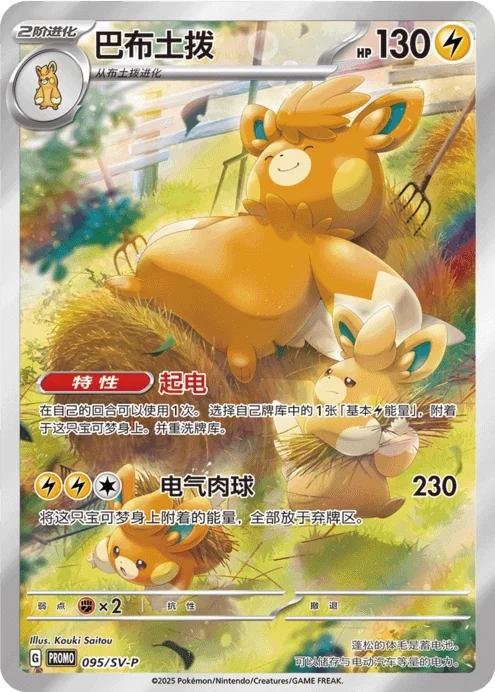 2阶进化
巴布土拨
HP 130
从布土拨进化
特性 起电
在自己的回合可以使用1次。选择自己牌库中的1张「基本能量」,附着
于这只宝可梦身上。并重洗牌库。
电气肉球 230
将这只宝可梦身上附着的能量,全部放于弃牌区。
弱点 ×2 抗性 撤退
Illus. Kouki Saitou
G PROMO 095/SV-P
蓬松的体毛是蓄电池。
可以储存与电动汽车等量的电力。
©2025 Pokémon/Nintendo/Creatures/GAME FREAK.